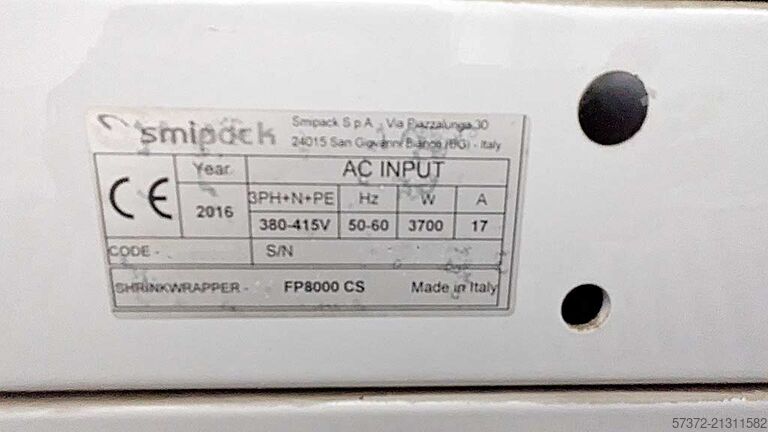 smipack
Smipack S.p.A. Via Piazzalunga 30
24015 San Giovanni Bianco (BG) - Italy
CE
Year
2016
AC INPUT
3PH+N+PE Hz W A
380-415V 50-60 3700 17
CODE - S/N
SHRINKWRAPPER - FP8000 CS Made in Italy
57372-21311582